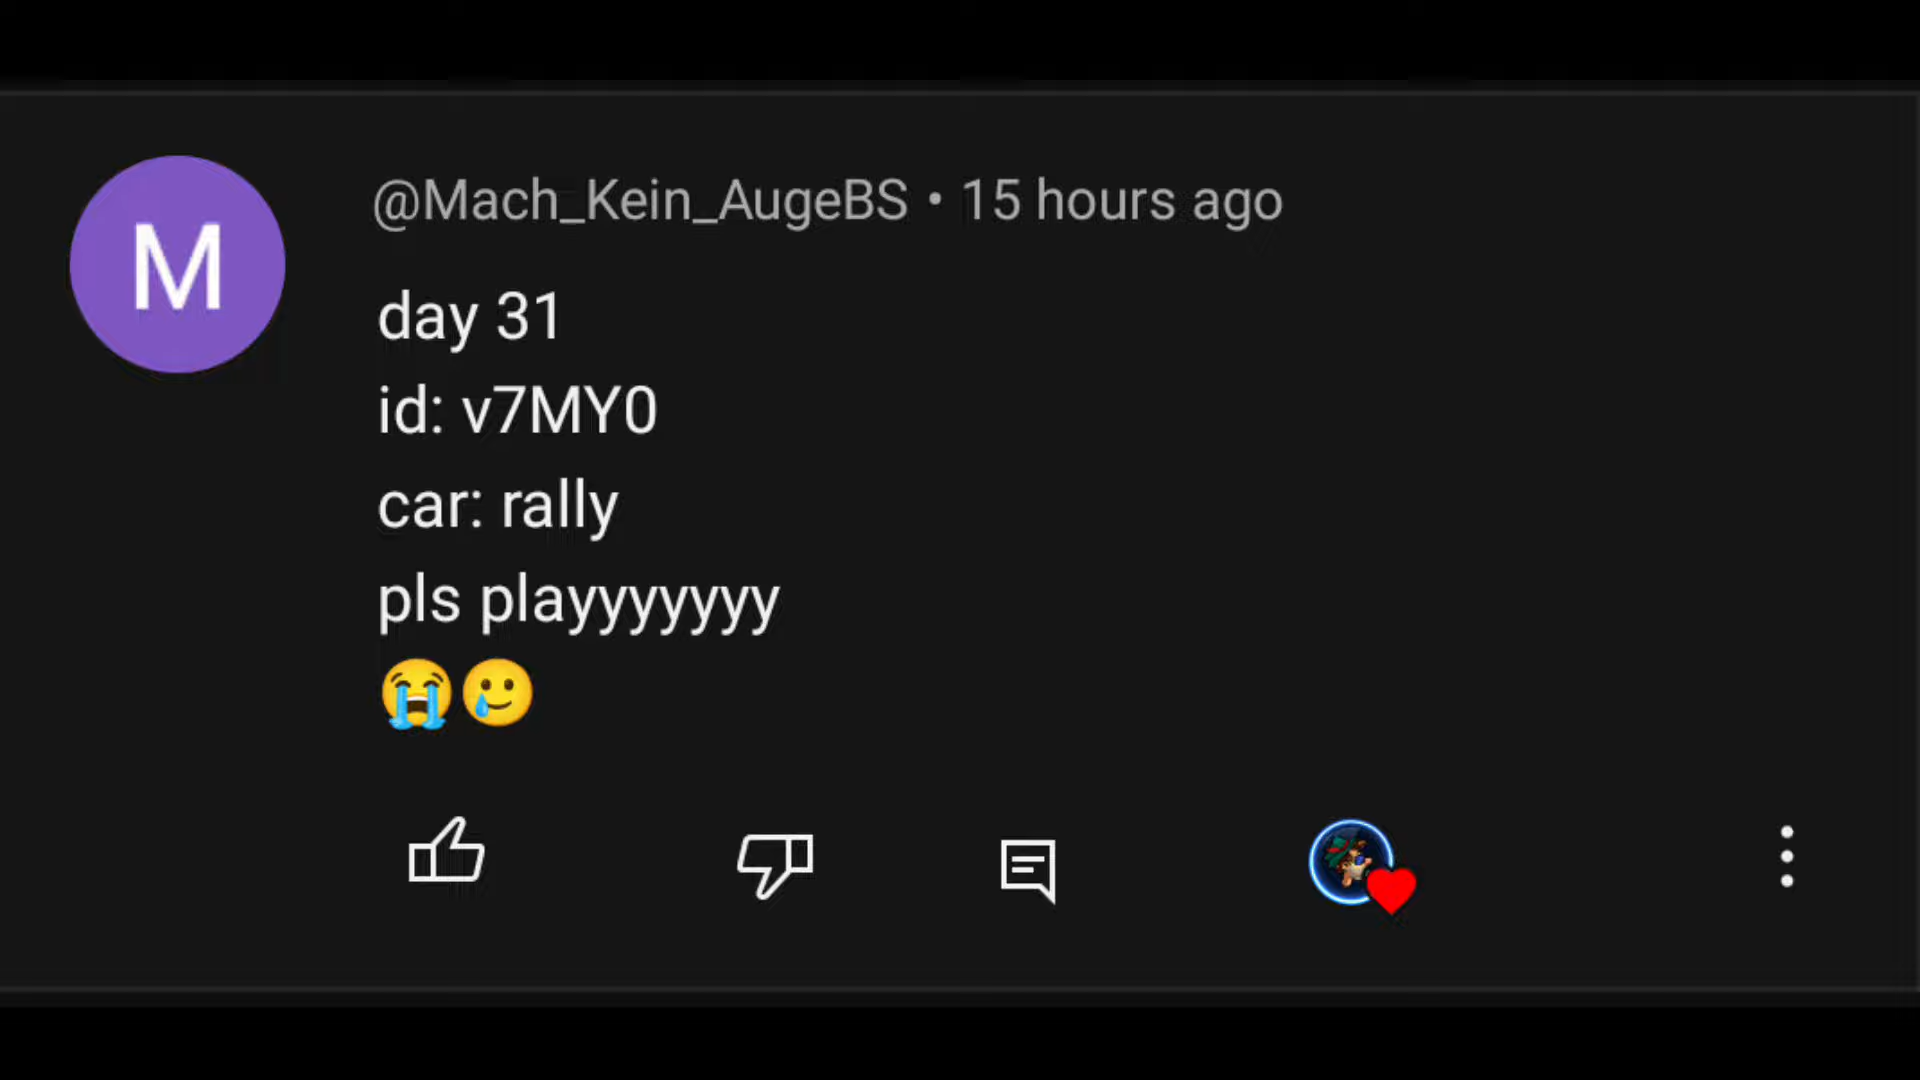 M
@Mach_Kein_AugeBS • 15 hours ago
day 31
id: v7MY0
car: rally
pls playyyyyyy
😭🥲